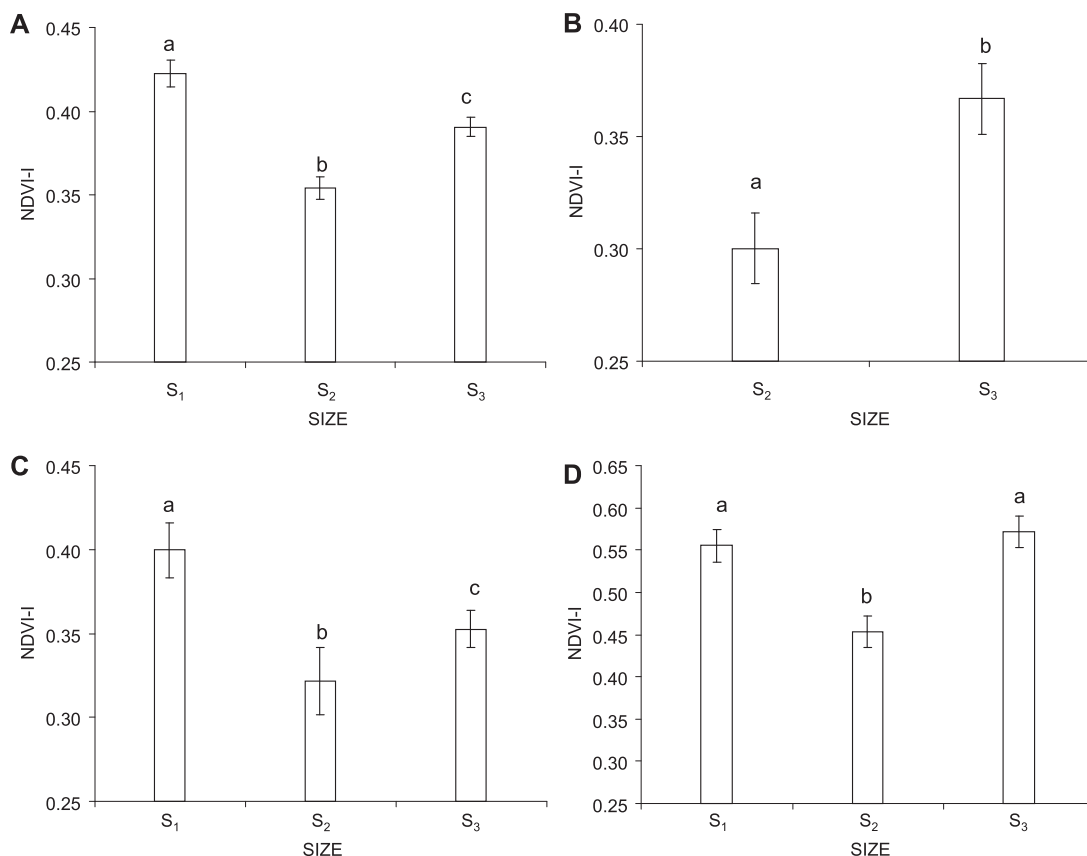 A
0.45
0.40
0.35
0.30
0.25
NDVI-I
a
b
c
S₁
S₂
S₃
SIZE
B
0.40
0.35
0.30
0.25
NDVI-I
a
b
S₂
S₃
SIZE
C
0.45
0.40
0.35
0.30
0.25
NDVI-I
a
b
c
S₁
S₂
S₃
SIZE
D
0.65
0.60
0.55
0.50
0.45
0.40
0.35
0.30
0.25
NDVI-I
a
b
a
S₁
S₂
S₃
SIZE